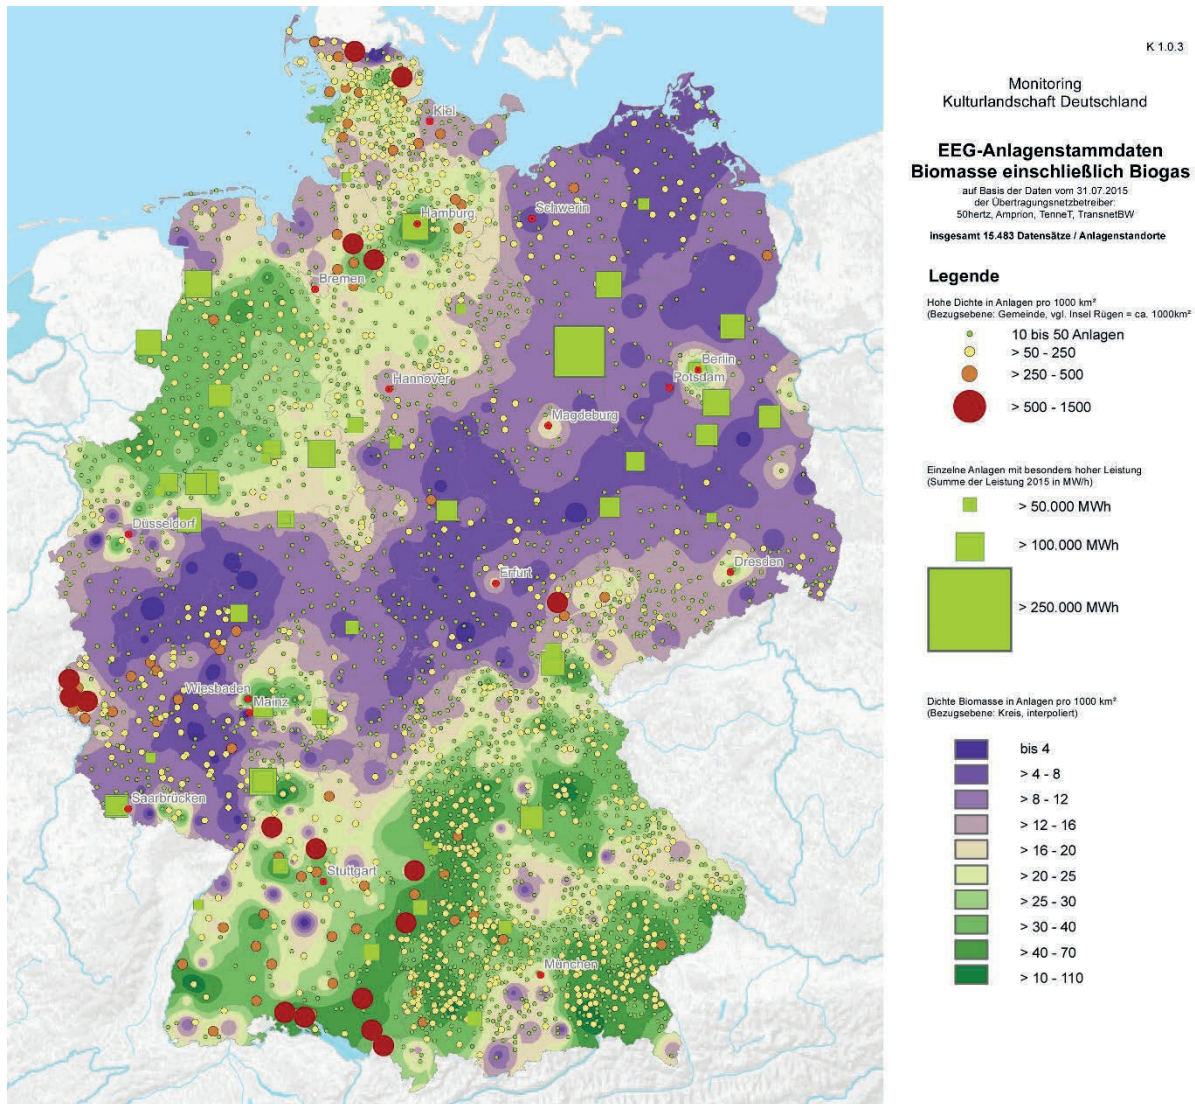 K 1.0.3
Monitoring
Kulturlandschaft Deutschland
EEG-Anlagenstammdaten
Biomasse einschließlich Biogas
auf Basis der Daten vom 31.07.2015
der Übertragungsnetzbetreiber:
50hertz, Amprion, TenneT, TransnetBW
insgesamt 15.483 Datensätze / Anlagenstandorte
Legende
Hohe Dichte in Anlagen pro 1000 km²
(Bezugsebene: Gemeinde, vgl. Insel Rügen = ca. 1000km²
10 bis 50 Anlagen
> 50 - 250
> 250 - 500
> 500 - 1500
Einzelne Anlagen mit besonders hoher Leistung
(Summe der Leistung 2015 in MW/h)
> 50.000 MWh
> 100.000 MWh
> 250.000 MWh
Dichte Biomasse in Anlagen pro 1000 km²
(Bezugsebene: Kreis, interpoliert)
bis 4
> 4 - 8
> 8 - 12
> 12 - 16
> 16 - 20
> 20 - 25
> 25 - 30
> 30 - 40
> 40 - 70
> 10 - 110
Kiel
Schwerin
Hamburg
Bremen
Berlin
Potsdam
Hannover
Magdeburg
Düsseldorf
Erfurt
Dresden
Wiesbaden
Mainz
Saarbrücken
Stuttgart
München